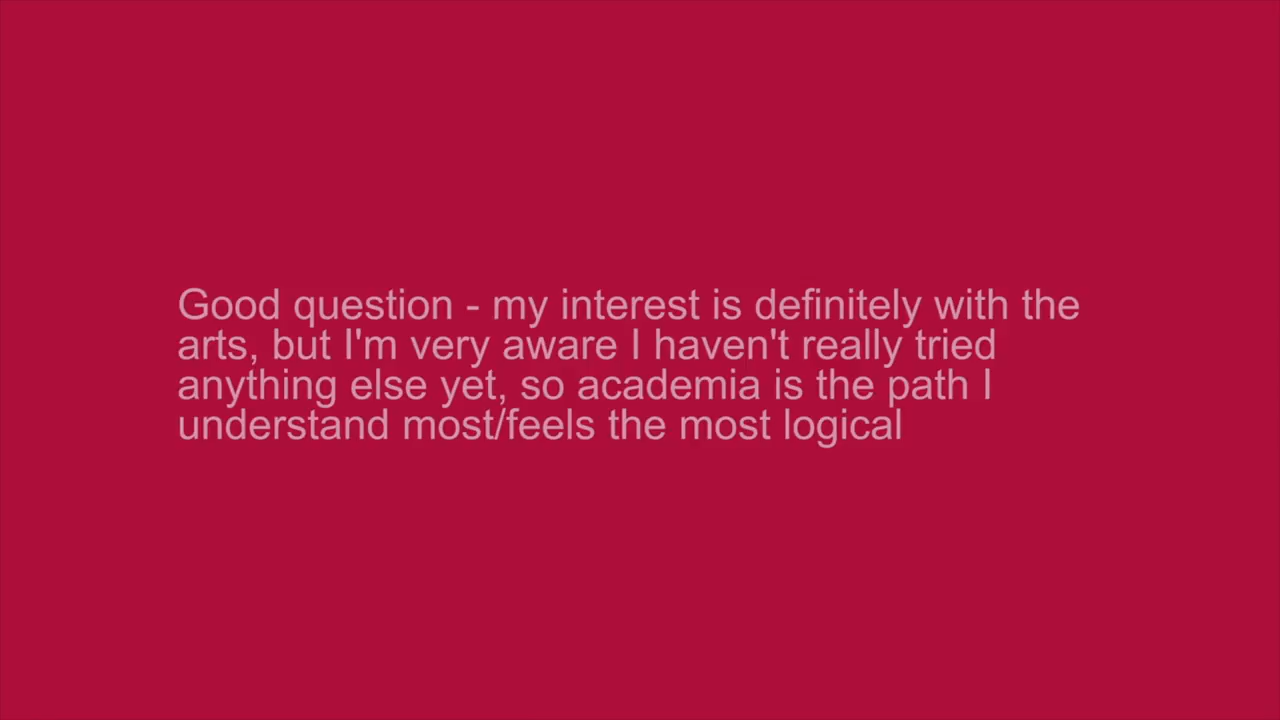 Good question - my interest is definitely with the
arts, but I'm very aware I haven't really tried
anything else yet, so academia is the path I
understand most/feels the most logical